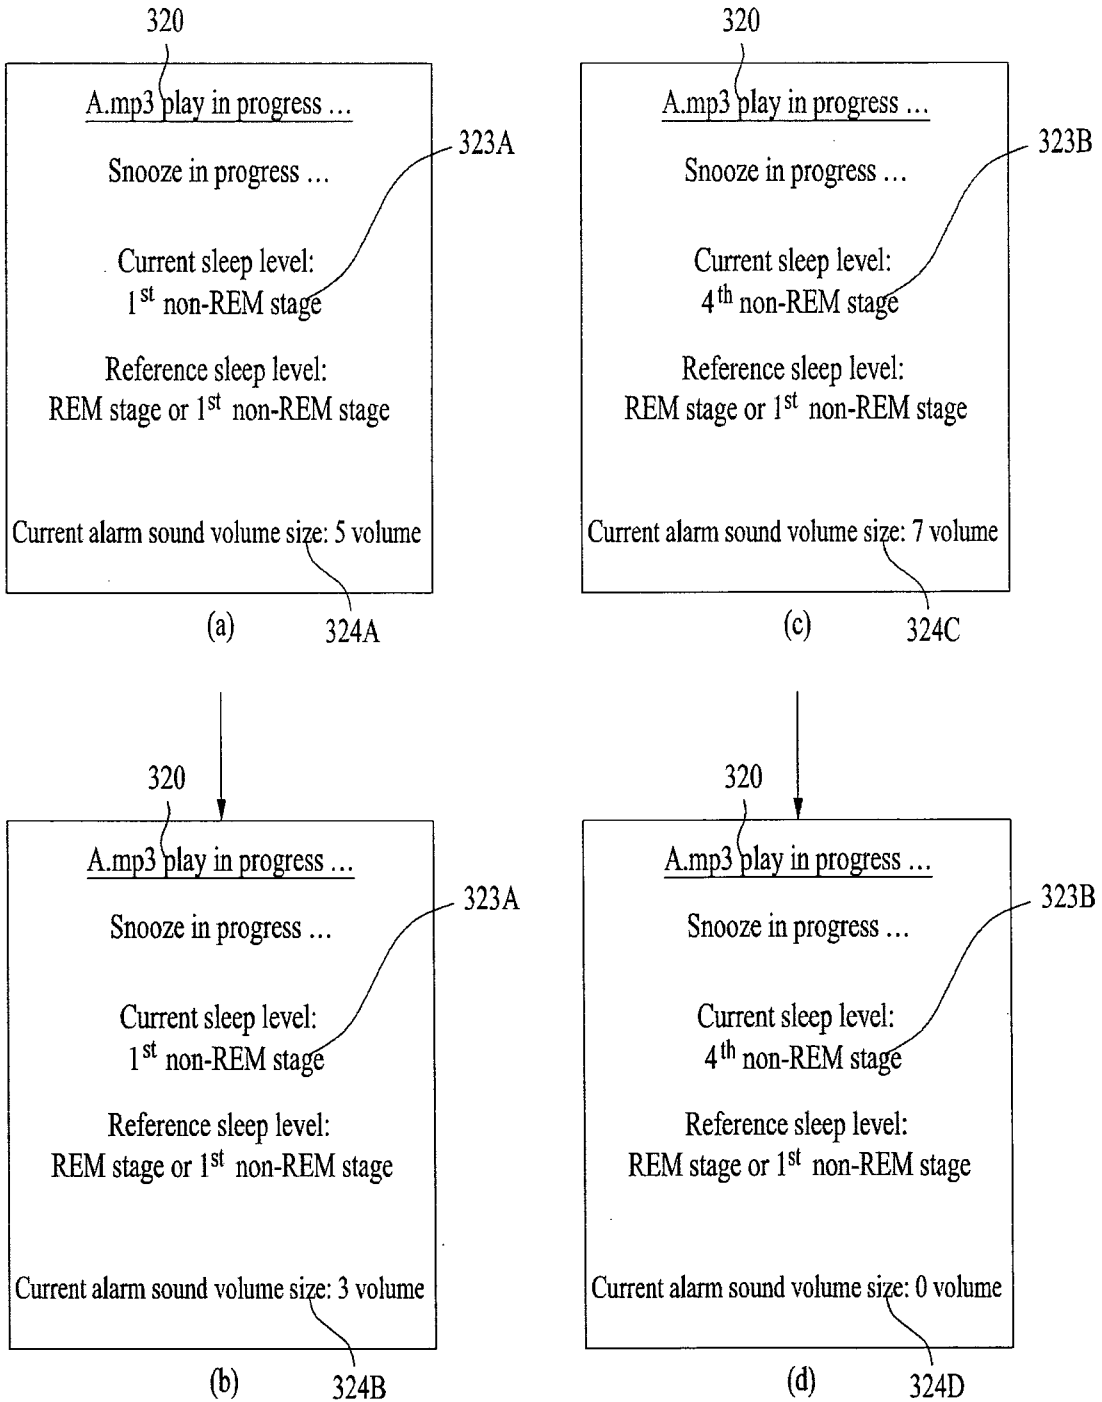 320
A.mp3 play in progress ...
323A
Snooze in progress ...
Current sleep level:
1st non-REM stage
Reference sleep level:
REM stage or 1st non-REM stage
Current alarm sound volume size: 5 volume
(a)
324A
320
A.mp3 play in progress ...
323B
Snooze in progress ...
Current sleep level:
4th non-REM stage
Reference sleep level:
REM stage or 1st non-REM stage
Current alarm sound volume size: 7 volume
(c)
324C
320
A.mp3 play in progress ...
323A
Snooze in progress ...
Current sleep level:
1st non-REM stage
Reference sleep level:
REM stage or 1st non-REM stage
Current alarm sound volume size: 3 volume
(b)
324B
320
A.mp3 play in progress ...
323B
Snooze in progress ...
Current sleep level:
4th non-REM stage
Reference sleep level:
REM stage or 1st non-REM stage
Current alarm sound volume size: 0 volume
(d)
324D